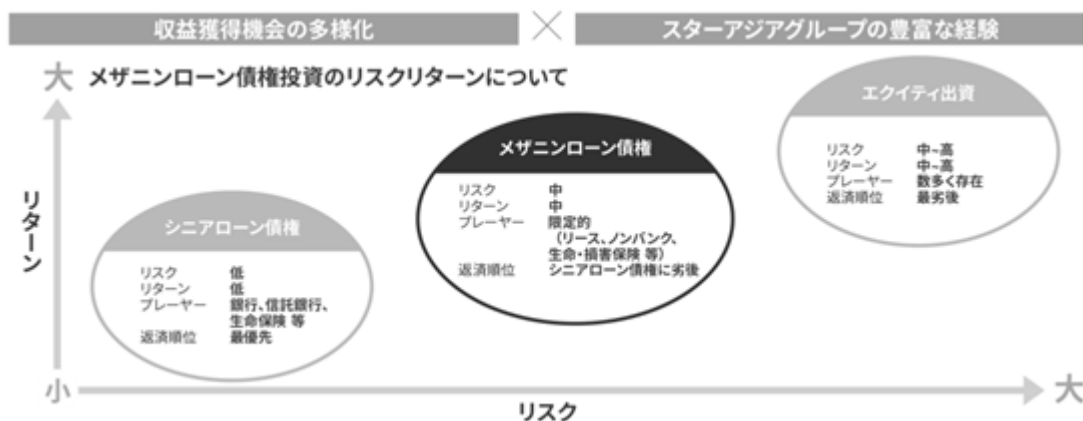 収益獲得機会の多様化
スターアジアグループの豊富な経験
大 メザニンローン債権投資のリスクリターンについて
エクイティ出資
リスク 中~高
リターン 中~高
プレーヤー 数多く存在
返済順位 最劣後
メザニンローン債権
リスク 中
リターン 中
プレーヤー 限定的
(リース、ノンバンク、
生命・損害保険 等)
返済順位 シニアローン債権に劣後
シニアローン債権
リスク 低
リターン 低
プレーヤー 銀行、信託銀行、
生命保険 等
返済順位 最優先
リターン
小
大
リスク